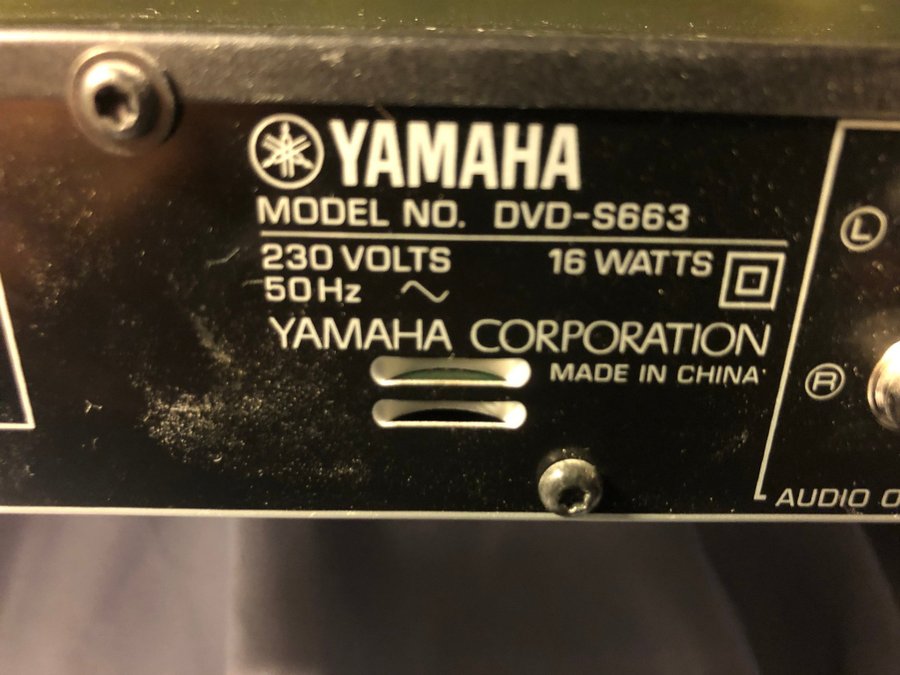 YAMAHA
MODEL NO. DVD-S663
230 VOLTS 16 WATTS
50 Hz ~
YAMAHA CORPORATION
MADE IN CHINA
L
R
AUDIO O